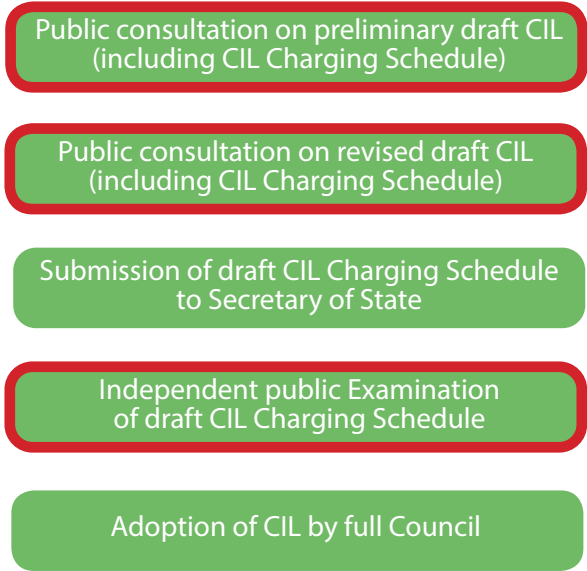 Public consultation on preliminary draft CIL
(including CIL Charging Schedule)
Public consultation on revised draft CIL
(including CIL Charging Schedule)
Submission of draft CIL Charging Schedule
to Secretary of State
Independent public Examination
of draft CIL Charging Schedule
Adoption of CIL by full Council